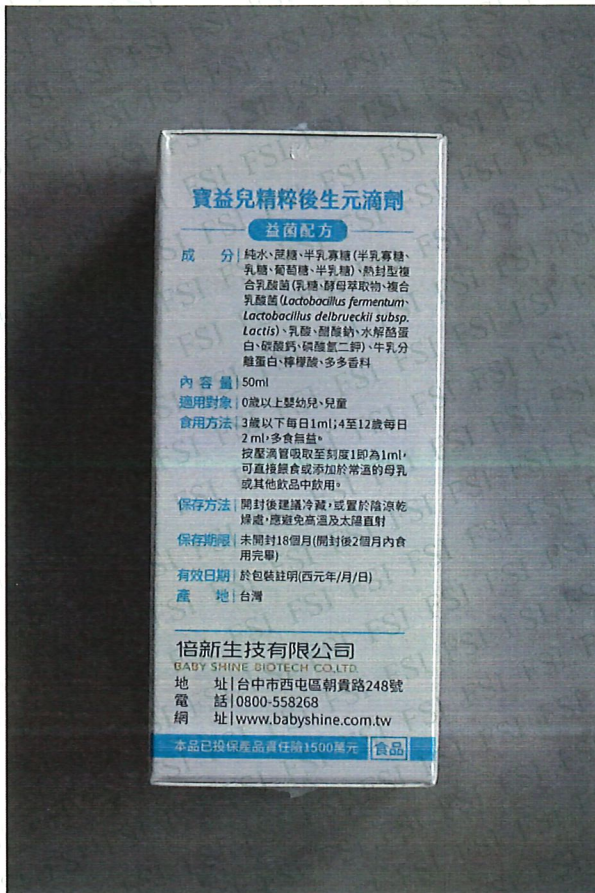 寶益兒精粹後生元滴劑
益菌配方
成 分 純水、蔗糖、半乳寡糖(半乳寡糖、
乳糖、葡萄糖、半乳糖)、熱封型複
合乳酸菌(乳糖、酵母萃取物、複合
乳酸菌(Lactobacillus fermentum、
Lactobacillus delbrueckii subsp.
Lactis)、乳酸、醋酸鈉、水解酪蛋
白、碳酸鈣、磷酸氫二鉀)、牛乳分
離蛋白、檸檬酸、多多香料
內容量 50ml
適用對象 0歲以上嬰幼兒、兒童
食用方法 3歲以下每日1ml;4至12歲每日
2 ml,多食無益。
按壓滴管吸取至刻度1即為1ml,
可直接餵食或添加於常溫的母乳
或其他飲品中飲用。
保存方法 開封後建議冷藏,或置於陰涼乾
燥處,應避免高溫及太陽直射
保存期限 未開封18個月(開封後2個月內食
用完畢)
有效日期 於包裝註明(西元年/月/日)
產 地 台灣
倍新生技有限公司
BABY SHINE BIOTECH CO.,LTD.
地 址|台中市西屯區朝貴路248號
電 話|0800-558268
網 址|www.babyshine.com.tw
本品已投保產品責任險1500萬元 食品
FSI